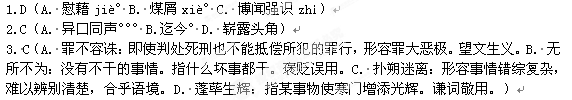 1.D（A. 慰藉 jiè° B. 煤屑 xiè° C. 博闻强识 zhì）
2.C（A. 异口同声°°° B. 迄今° D. 崭露头角）
3.C（A. 罪不容诛：即使判处死刑也不能抵偿所犯的罪行，形容罪大恶极。望文生义。B. 无
所不为：没有不干的事情。指什么坏事都干。褒贬误用。C. 扑朔迷离：形容事情错综复杂，
难以辨别清楚，合乎语境。D. 蓬荜生辉：指某事物使寒门增添光辉。谦词敬用。）